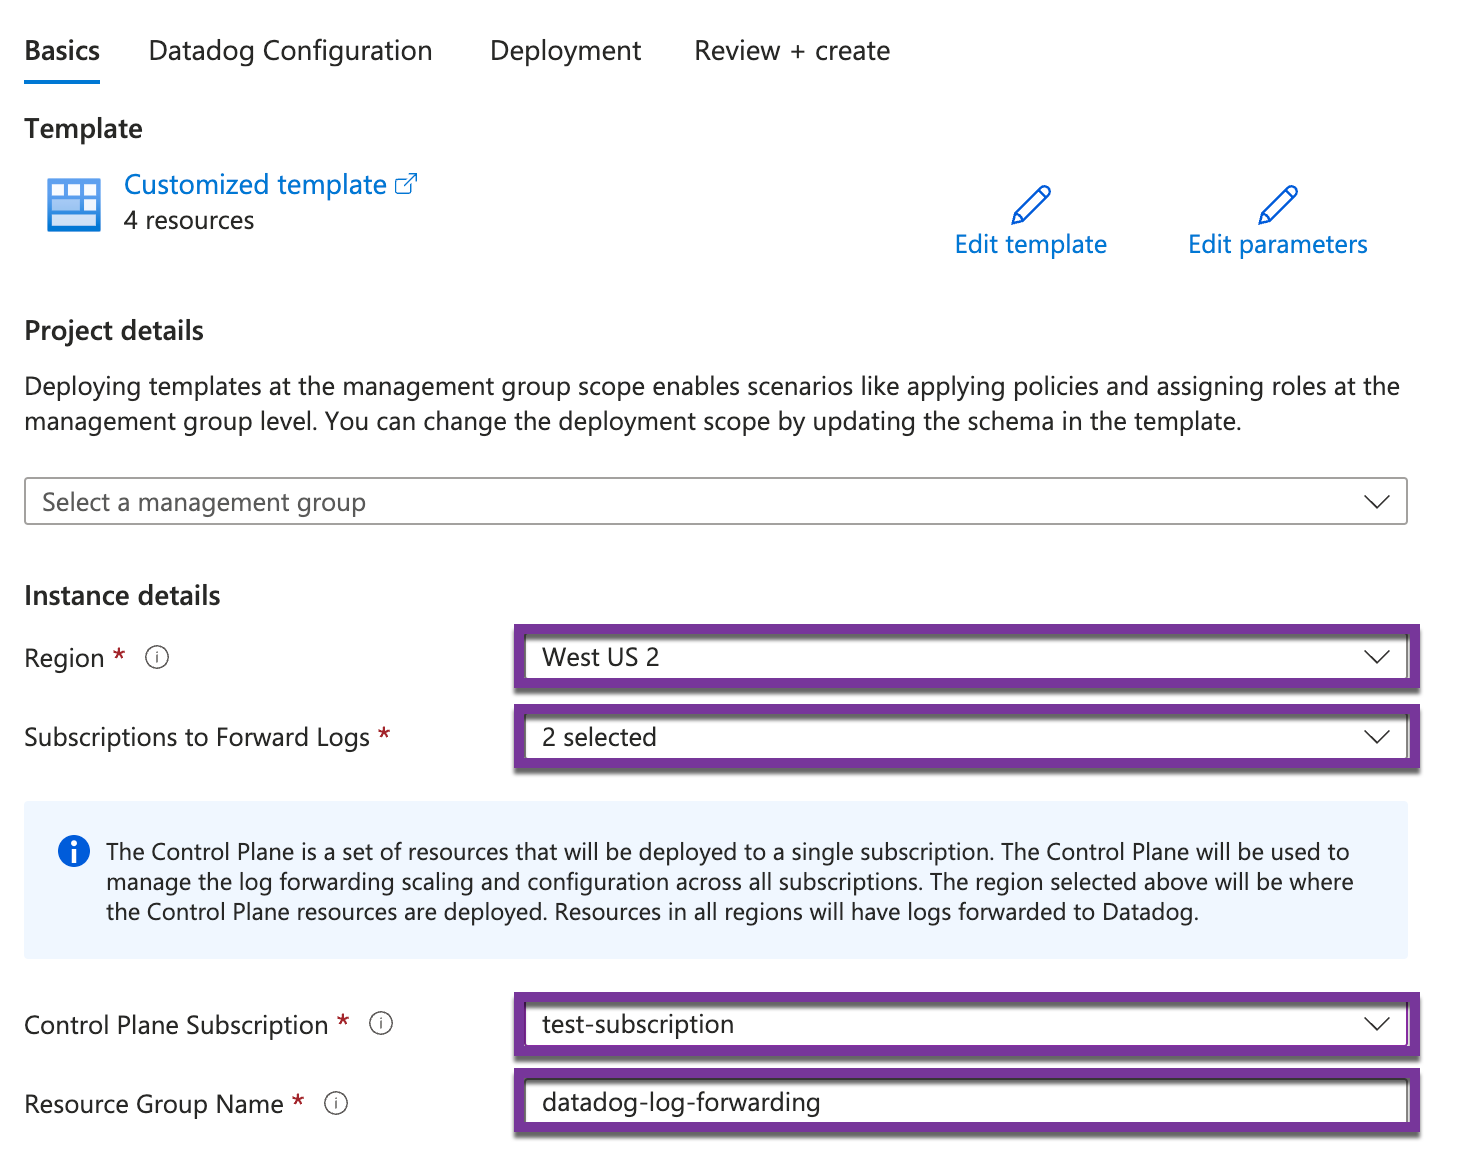 Basics Datadog Configuration Deployment Review + create
Template
Customized template
4 resources
Edit template Edit parameters
Project details
Deploying templates at the management group scope enables scenarios like applying policies and assigning roles at the
management group level. You can change the deployment scope by updating the schema in the template.
Select a management group
Instance details
Region * West US 2
Subscriptions to Forward Logs * 2 selected
The Control Plane is a set of resources that will be deployed to a single subscription. The Control Plane will be used to
manage the log forwarding scaling and configuration across all subscriptions. The region selected above will be where
the Control Plane resources are deployed. Resources in all regions will have logs forwarded to Datadog.
Control Plane Subscription * test-subscription
Resource Group Name * datadog-log-forwarding